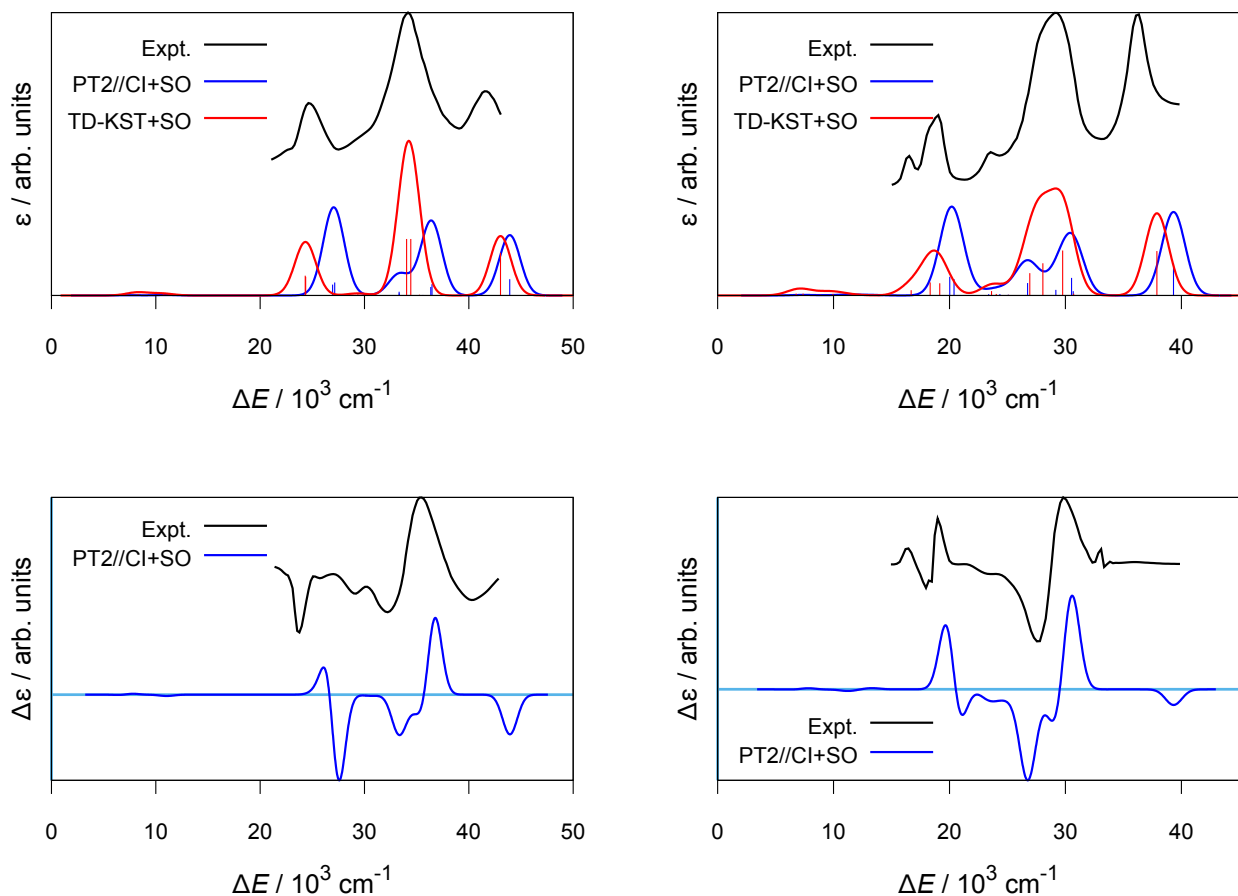 ε / arb. units
Expt.
PT2//CI+SO
TD-KST+SO
0 10 20 30 40 50
ΔE / 10³ cm⁻¹
ε / arb. units
Expt.
PT2//CI+SO
TD-KST+SO
0 10 20 30 40
ΔE / 10³ cm⁻¹
Δε / arb. units
Expt.
PT2//CI+SO
0 10 20 30 40 50
ΔE / 10³ cm⁻¹
Δε / arb. units
Expt.
PT2//CI+SO
0 10 20 30 40
ΔE / 10³ cm⁻¹